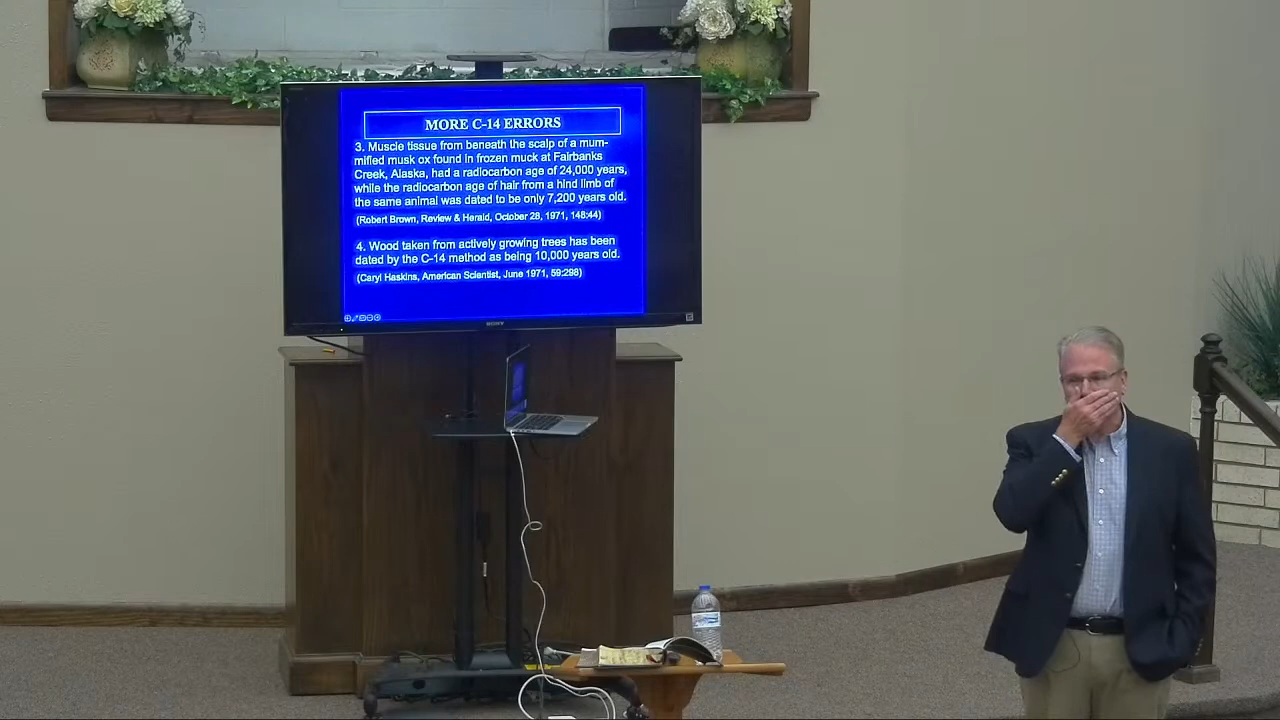 MORE C-14 ERRORS
3. Muscle tissue from beneath the scalp of a mum-
mified musk ox found in frozen muck at Fairbanks
Creek, Alaska, had a radiocarbon age of 24,000 years,
while the radiocarbon age of hair from a hind limb of
the same animal was dated to be only 7,200 years old.
(Robert Brown, Review & Herald, October 28, 1971, 148:44)
4. Wood taken from actively growing trees has been
dated by the C-14 method as being 10,000 years old.
(Caryl Haskins, American Scientist, June 1971, 59:298)
SONY